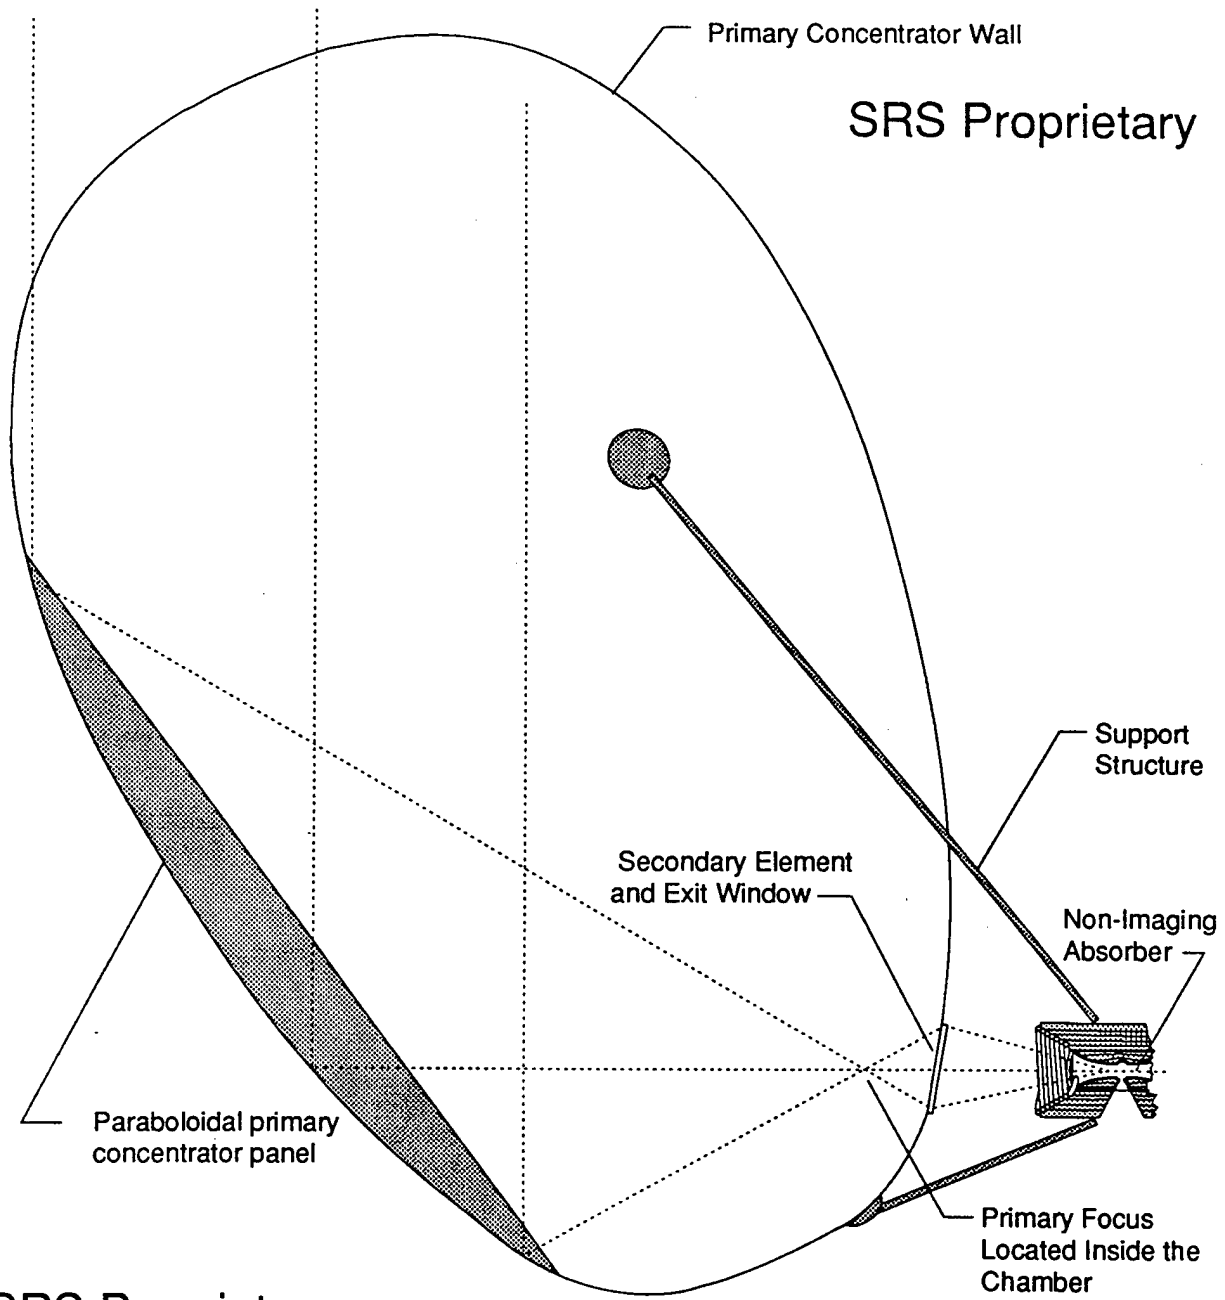 Primary Concentrator Wall
SRS Proprietary
Support
Structure
Secondary Element
and Exit Window
Non-Imaging
Absorber
Paraboloidal primary
concentrator panel
Primary Focus
Located Inside the
Chamber